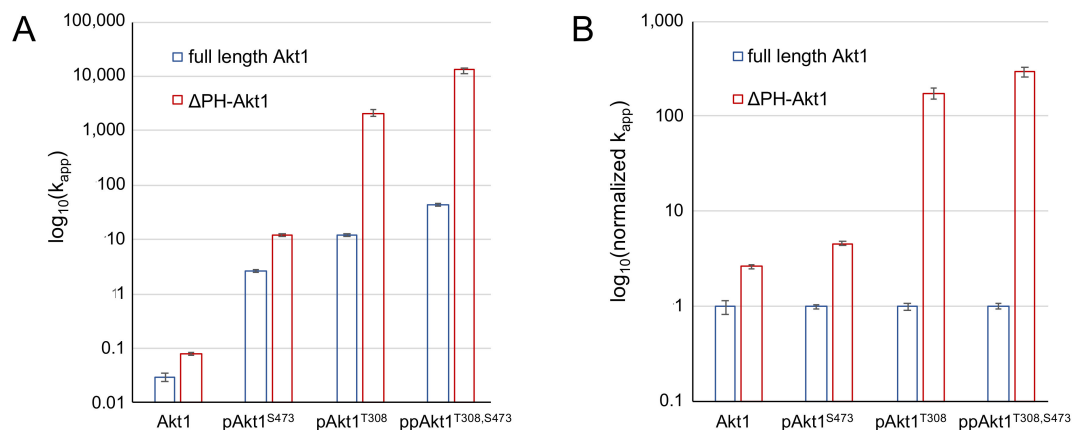 A
log10(kapp)
100,000
10,000
1,000
100
10
1
0.1
0.01
full length Akt1
ΔPH-Akt1
Akt1
pAkt1S473
pAkt1T308
ppAkt1T308,S473
B
log10(normalized kapp)
1,000
100
10
1
0.1
full length Akt1
ΔPH-Akt1
Akt1
pAkt1S473
pAkt1T308
ppAkt1T308,S473